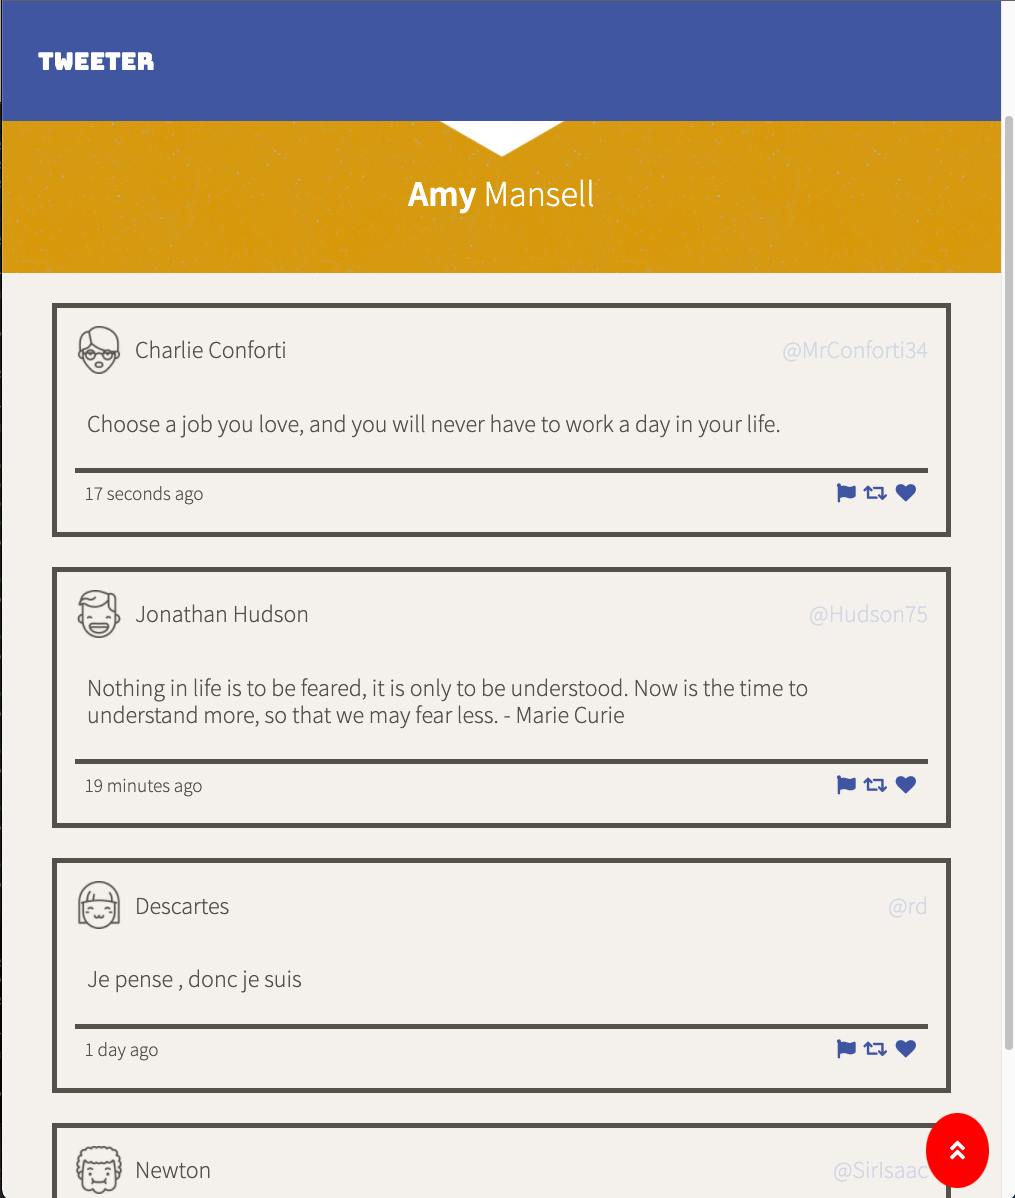 TWEETER
Amy Mansell
Charlie Conforti @MrConforti34
Choose a job you love, and you will never have to work a day in your life.
17 seconds ago
Jonathan Hudson @Hudson75
Nothing in life is to be feared, it is only to be understood. Now is the time to
understand more, so that we may fear less. - Marie Curie
19 minutes ago
Descartes @rd
Je pense , donc je suis
1 day ago
Newton @SirIsaac